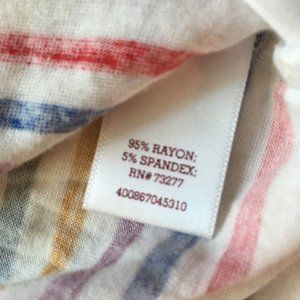 95% RAYON;
5% SPANDEX;
RN# 73277
400867045310